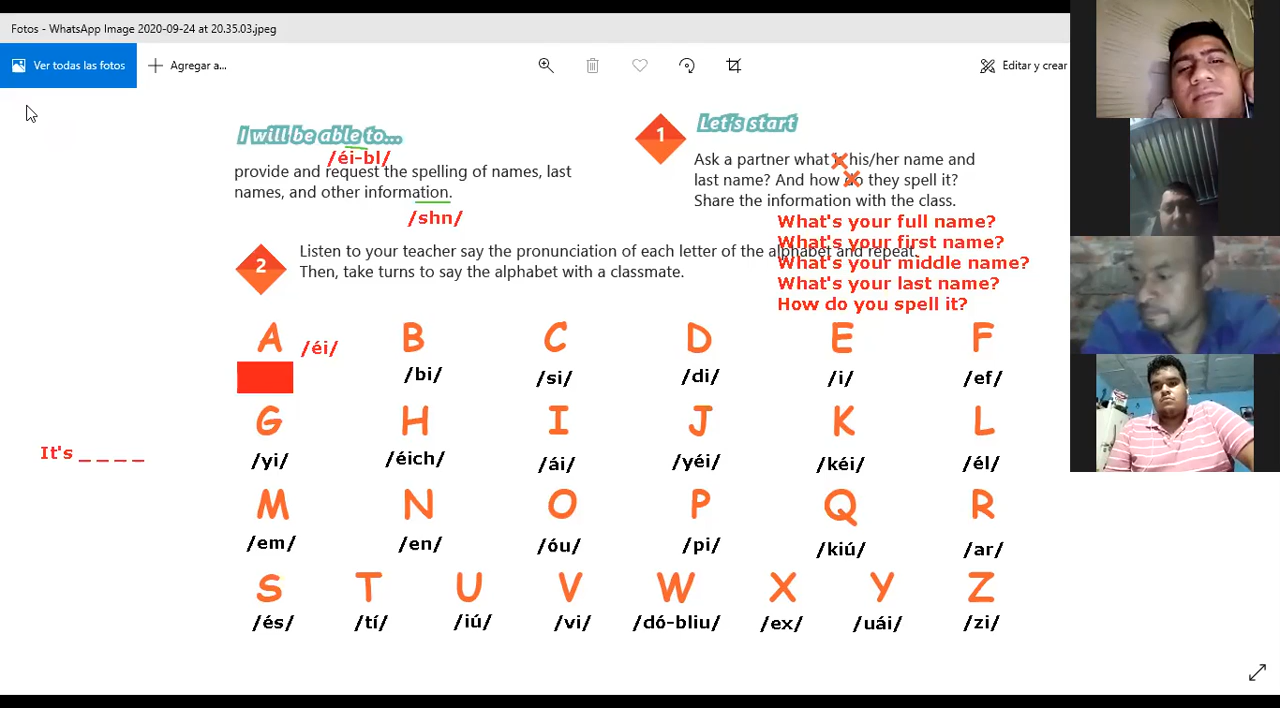 Fotos - WhatsApp Image 2020-09-24 at 20.35.03.jpeg
Ver todas las fotos
Agregar a...
Editar y crear
I will be able to...
/éi-bl/
provide and request the spelling of names, last
names, and other information.
/shn/
1
Let's start
Ask a partner what is his/her name and
last name? And how do they spell it?
Share the information with the class.
What's your full name?
What's your first name?
What's your middle name?
What's your last name?
How do you spell it?
2
Listen to your teacher say the pronunciation of each letter of the alphabet and repeat.
Then, take turns to say the alphabet with a classmate.
A B C D E F
/éi/ /bi/ /si/ /di/ /i/ /ef/
G H I J K L
It's _ _ _ _
/yi/ /éich/ /ái/ /yéi/ /kéi/ /él/
M N O P Q R
/em/ /en/ /óu/ /pi/ /kiú/ /ar/
S T U V W X Y Z
/és/ /tí/ /iú/ /vi/ /dó-bliu/ /ex/ /uái/ /zi/